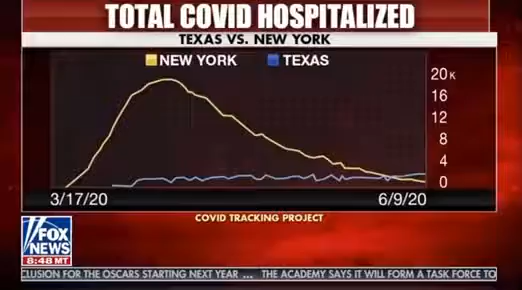 TOTAL COVID HOSPITALIZED
TEXAS VS. NEW YORK
NEW YORK TEXAS
20K
16
12
8
4
0
3/17/20 6/9/20
COVID TRACKING PROJECT
FOX
NEWS
8:48 MT
CLUSION FOR THE OSCARS STARTING NEXT YEAR ... THE ACADEMY SAYS IT WILL FORM A TASK FORCE TO